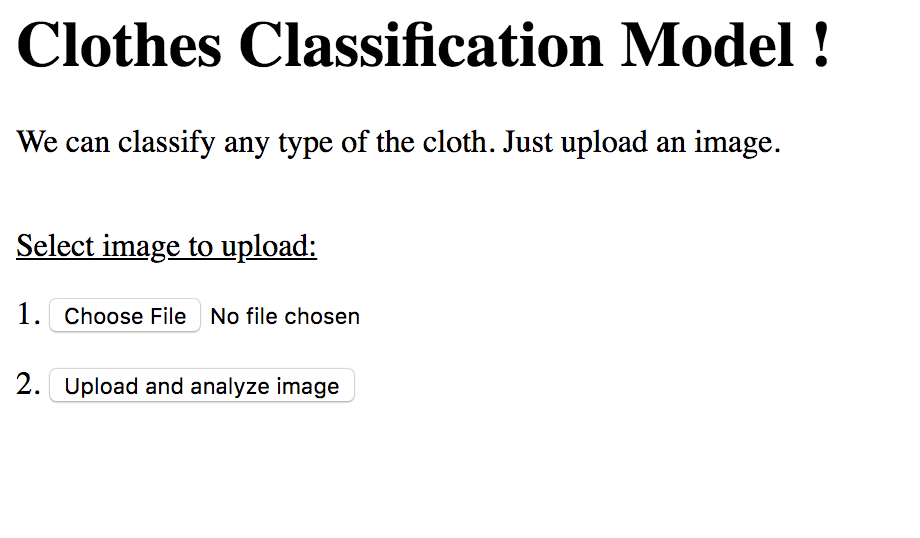 Clothes Classification Model !
We can classify any type of the cloth. Just upload an image.
Select image to upload:
1. Choose File No file chosen
2. Upload and analyze image